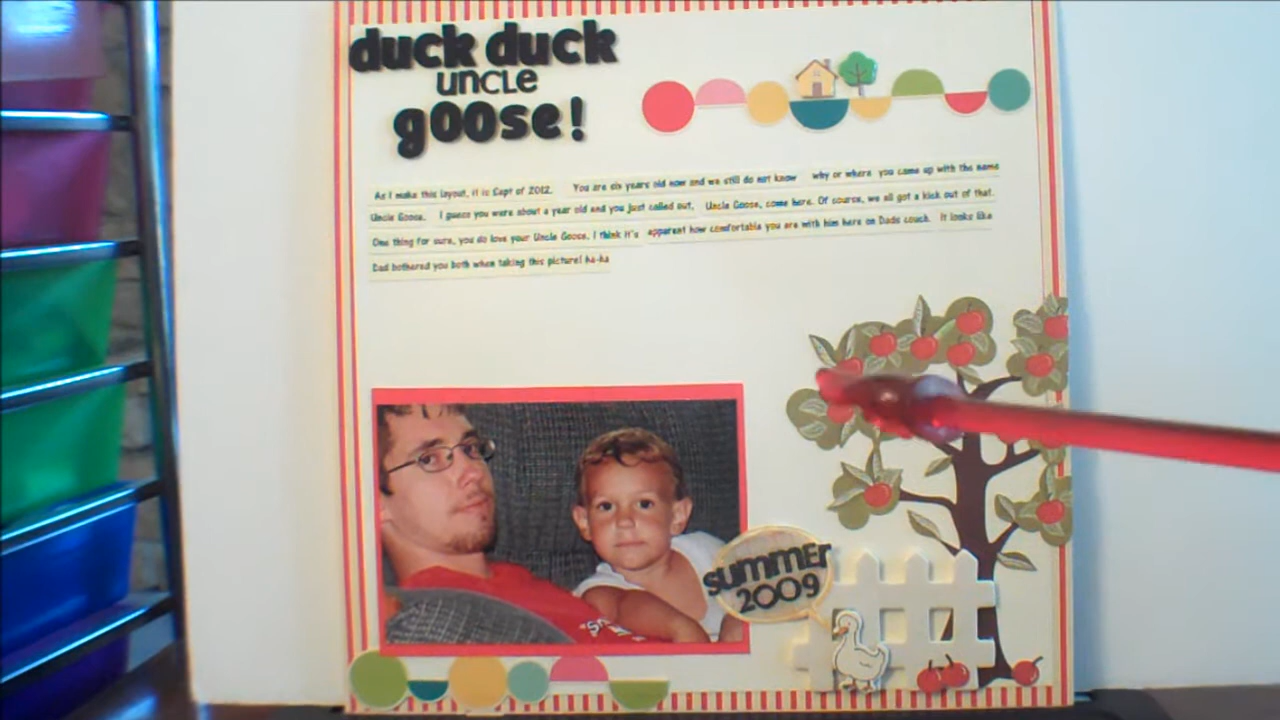 duck duck
uncle
goose!
As I make this layout, it is Sept of 2012. You are six years old now and we still do not know why or where you came up with the name
Uncle Goose. I guess you were about a year old and you just called out, Uncle Goose, come here. Of course, we all got a kick out of that.
One thing for sure, you do love your Uncle Goose, I think it's apparent how comfortable you are with him here on Dads couch. It looks like
Dad bothered you both when taking this picture! ha-ha
summer
2009